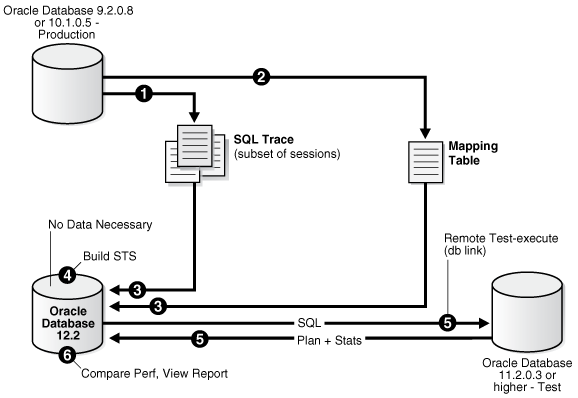 Oracle Database 9.2.0.8
or 10.1.0.5 -
Production
2
1
SQL Trace
(subset of sessions)
Mapping
Table
No Data Necessary
Build STS
4
Remote Test-execute
(db link)
3
3
Oracle
Database
12.2
SQL
5
5
Plan + Stats
6
Compare Perf, View Report
Oracle Database
11.2.0.3 or
higher - Test